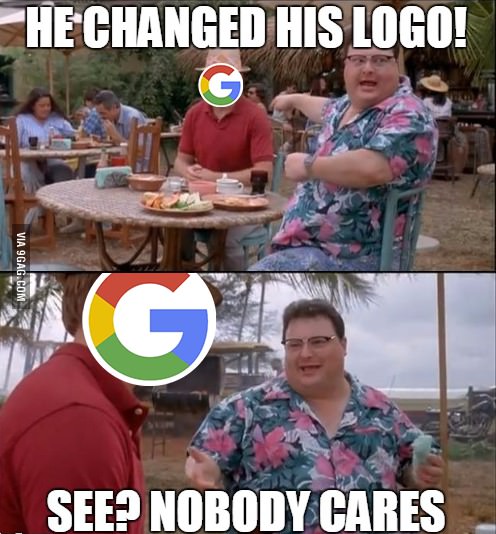 HE CHANGED HIS LOGO!
G
VIA 9GAG.COM
G
SEE? NOBODY CARES